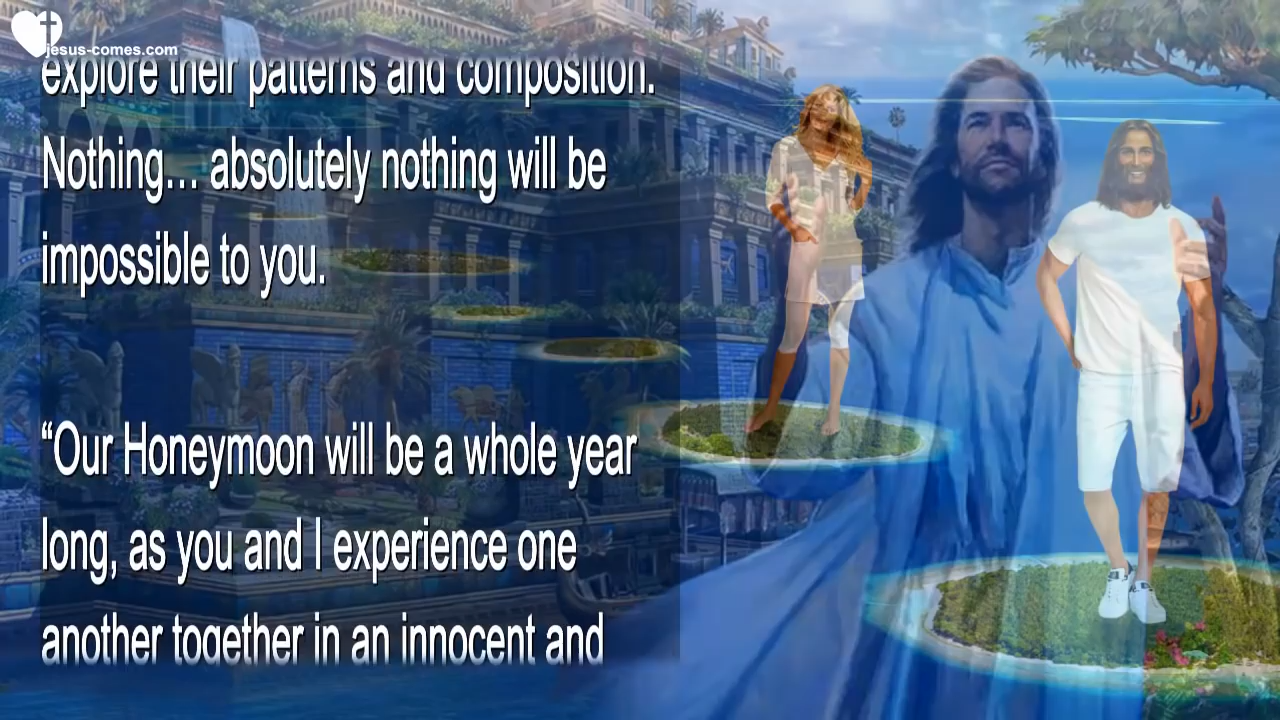 jesus-comes.com
explore their patterns and composition.
Nothing... absolutely nothing will be
impossible to you.
“Our Honeymoon will be a whole year
long, as you and I experience one
another together in an innocent and